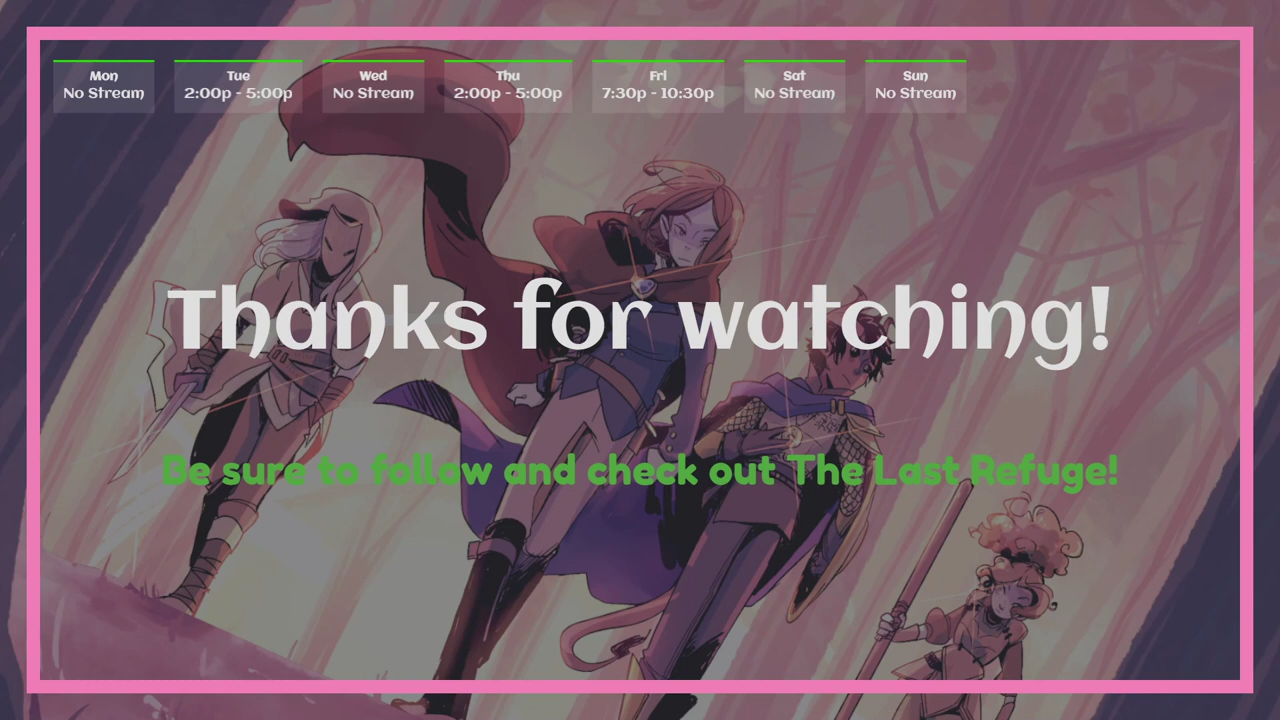 Mon Tue Wed Thu Fri Sat Sun
No Stream 2:00p - 5:00p No Stream 2:00p - 5:00p 7:30p - 10:30p No Stream No Stream
Thanks for watching!
Be sure to follow and check out The Last Refuge!